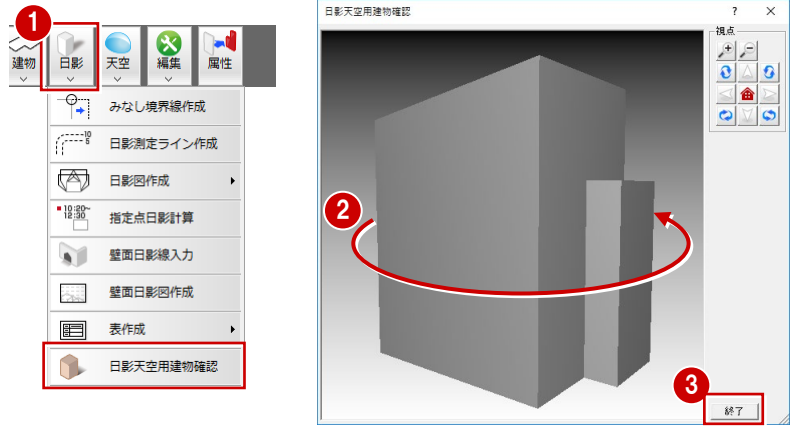 1
建物
日影
天空
編集
属性
みなし境界線作成
10
5
日影測定ライン作成
日影図作成
10:20~
12:30
指定点日影計算
壁面日影線入力
壁面日影図作成
表作成
日影天空用建物確認
日影天空用建物確認
?
×
視点
2
3
終了